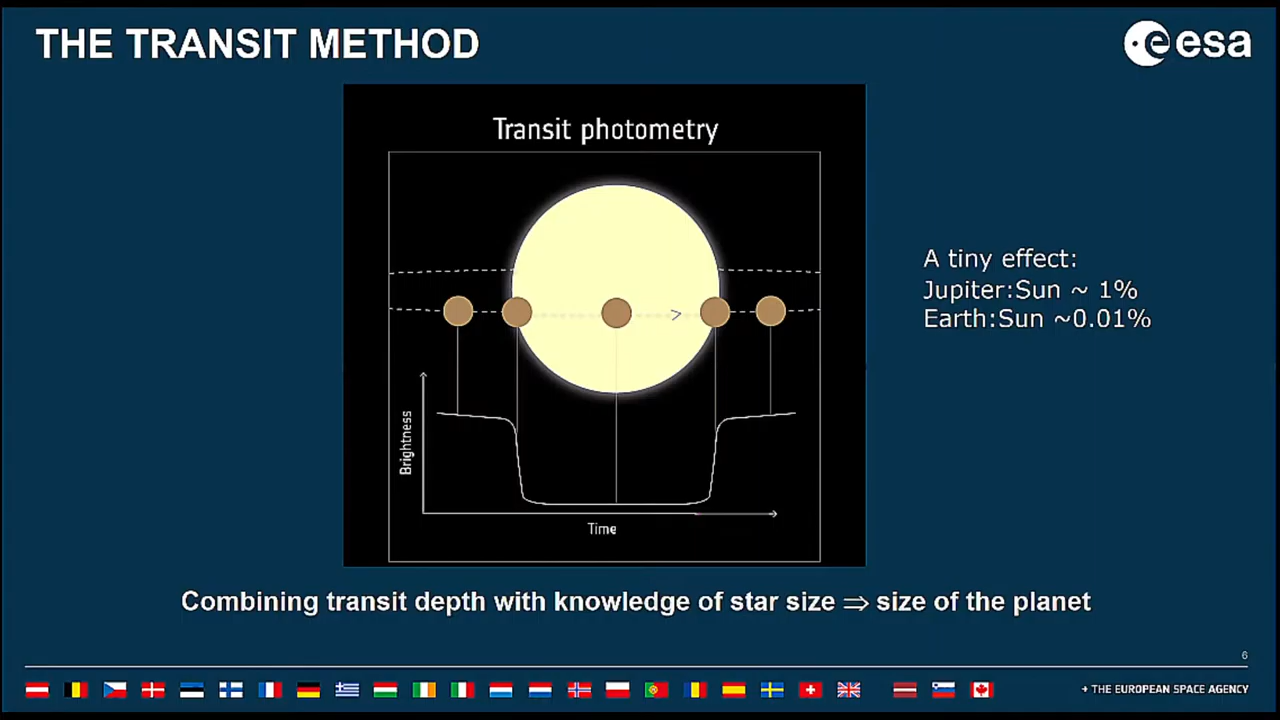 THE TRANSIT METHOD
esa
Transit photometry
A tiny effect:
Jupiter:Sun ~ 1%
Earth:Sun ~0.01%
>
Brightness
Time
Combining transit depth with knowledge of star size ⇒ size of the planet
6
+ THE EUROPEAN SPACE AGENCY